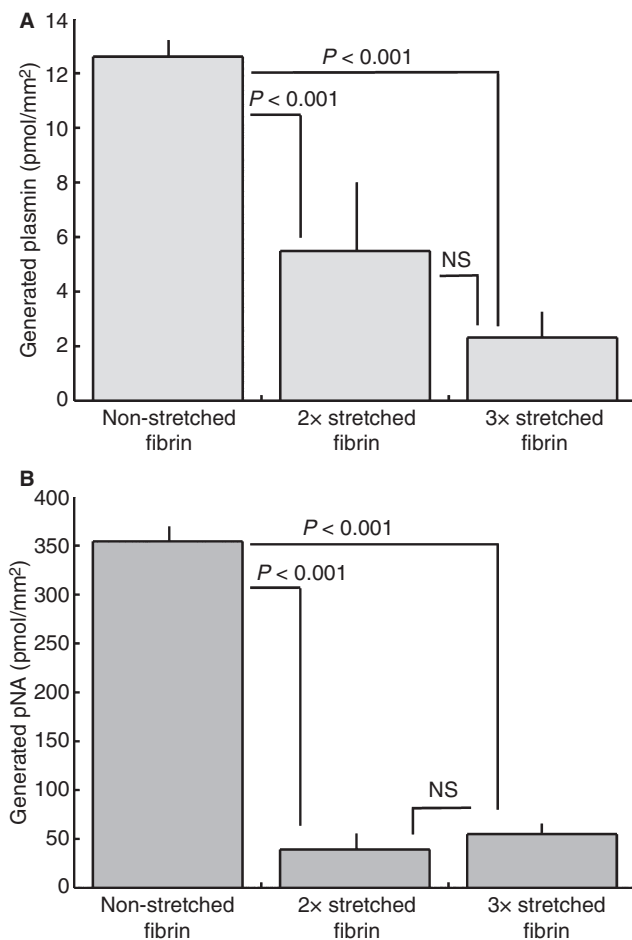 A
Generated plasmin (pmol/mm²)
14
12
10
8
6
4
2
0
P < 0.001
P < 0.001
NS
Non-stretched fibrin
2× stretched fibrin
3× stretched fibrin
B
Generated pNA (pmol/mm²)
400
350
300
250
200
150
100
50
0
P < 0.001
P < 0.001
NS
Non-stretched fibrin
2× stretched fibrin
3× stretched fibrin